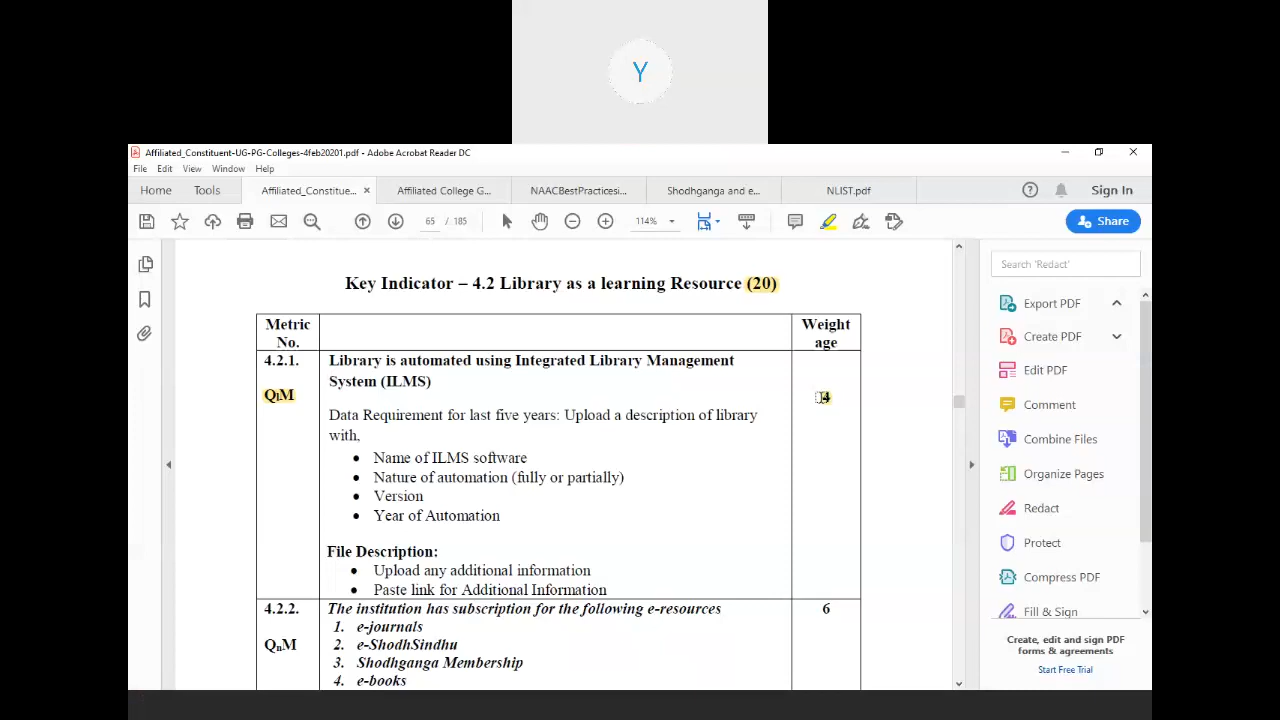 Y
Affiliated_Constituent-UG-PG-Colleges-4feb20201.pdf - Adobe Acrobat Reader DC
File Edit View Window Help
Home Tools Affiliated_Constitue... × Affiliated College G... NAACBestPracticesi... Shodhganga and e... NLIST.pdf Sign In
65 / 185 114% Share
Key Indicator – 4.2 Library as a learning Resource (20)
Metric No. Weight age
4.2.1. Library is automated using Integrated Library Management
System (ILMS)
QlM 4
Data Requirement for last five years: Upload a description of library
with,
• Name of ILMS software
• Nature of automation (fully or partially)
• Version
• Year of Automation
File Description:
• Upload any additional information
• Paste link for Additional Information
4.2.2. The institution has subscription for the following e-resources 6
1. e-journals
QnM 2. e-ShodhSindhu
3. Shodhganga Membership
4. e-books
Search 'Redact'
Export PDF
Create PDF
Edit PDF
Comment
Combine Files
Organize Pages
Redact
Protect
Compress PDF
Fill & Sign
Create, edit and sign PDF
forms & agreements
Start Free Trial